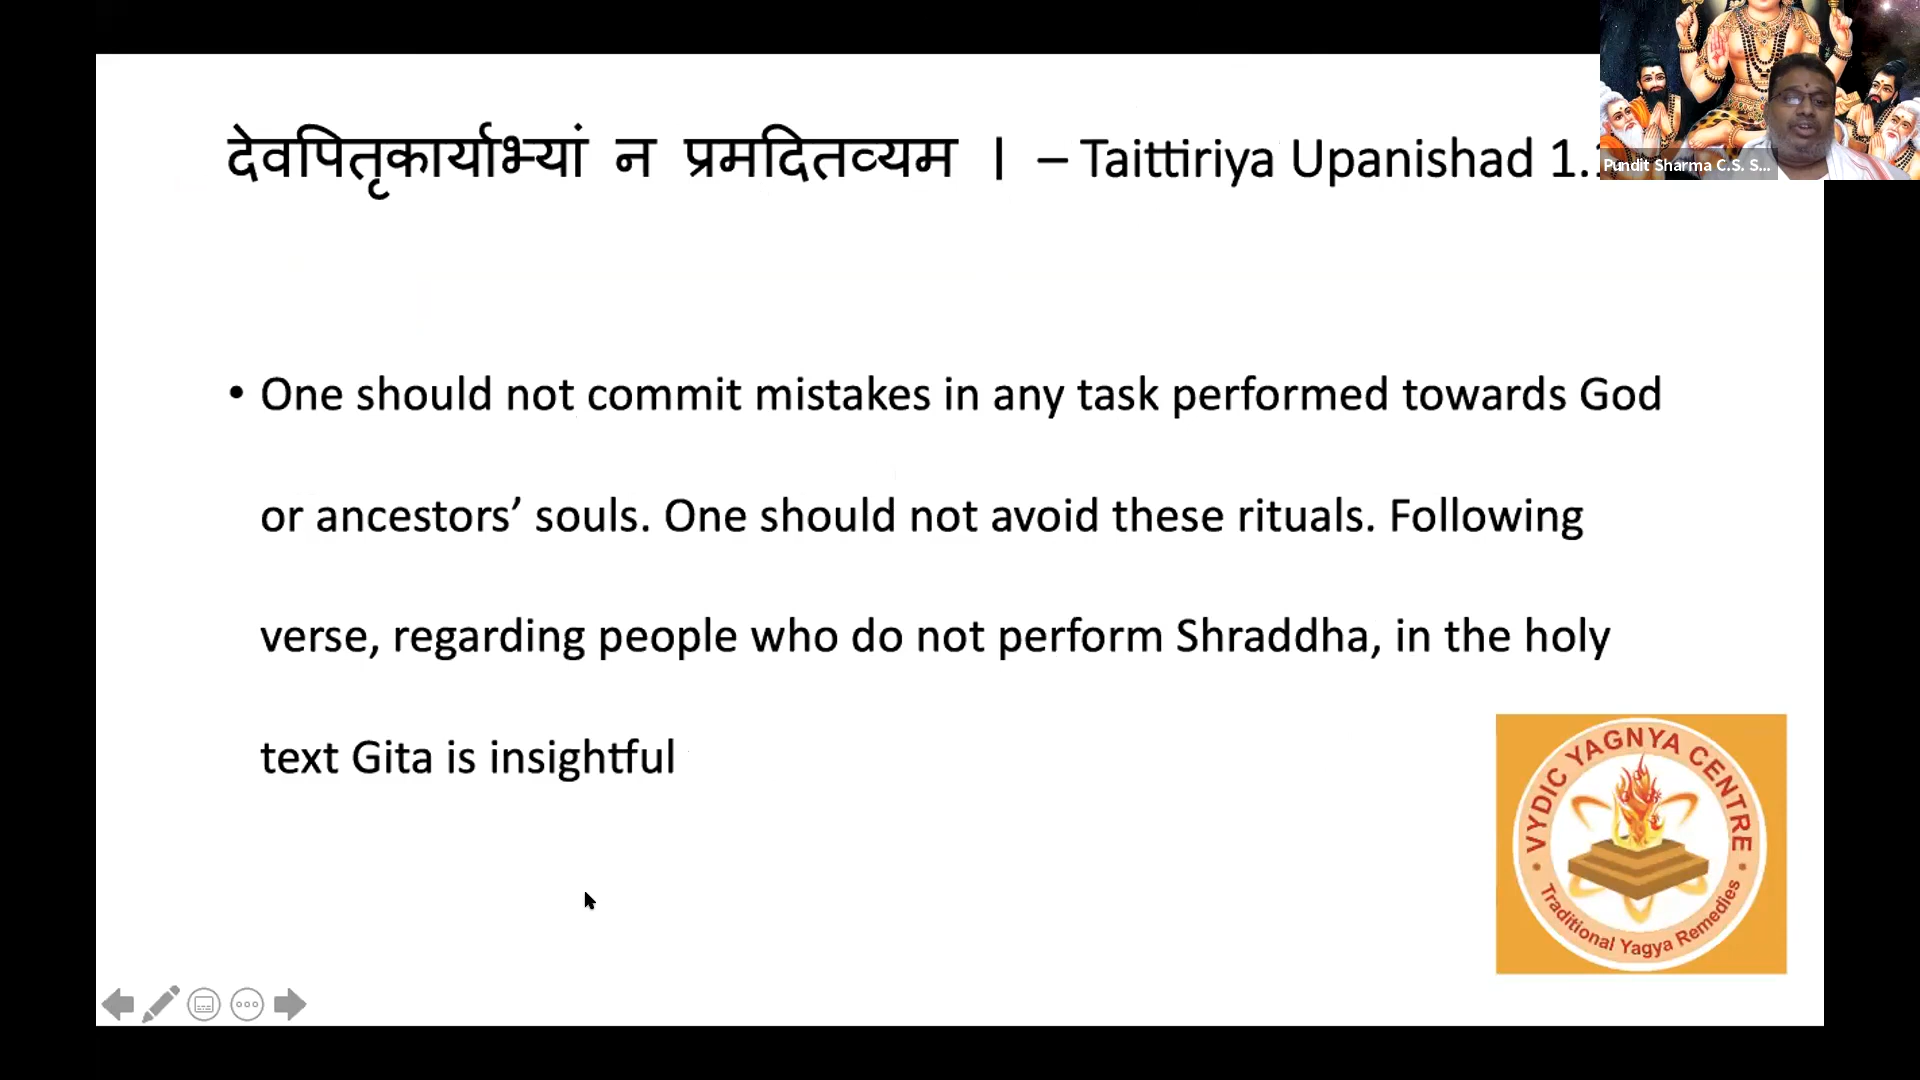 देवपितृकार्याभ्यां न प्रमदितव्यम । – Taittiriya Upanishad 1.
Pundit Sharma C.S. S...
• One should not commit mistakes in any task performed towards God
or ancestors’ souls. One should not avoid these rituals. Following
verse, regarding people who do not perform Shraddha, in the holy
text Gita is insightful
VYDIC YAGNYA CENTRE
Traditional Yagya Remedies